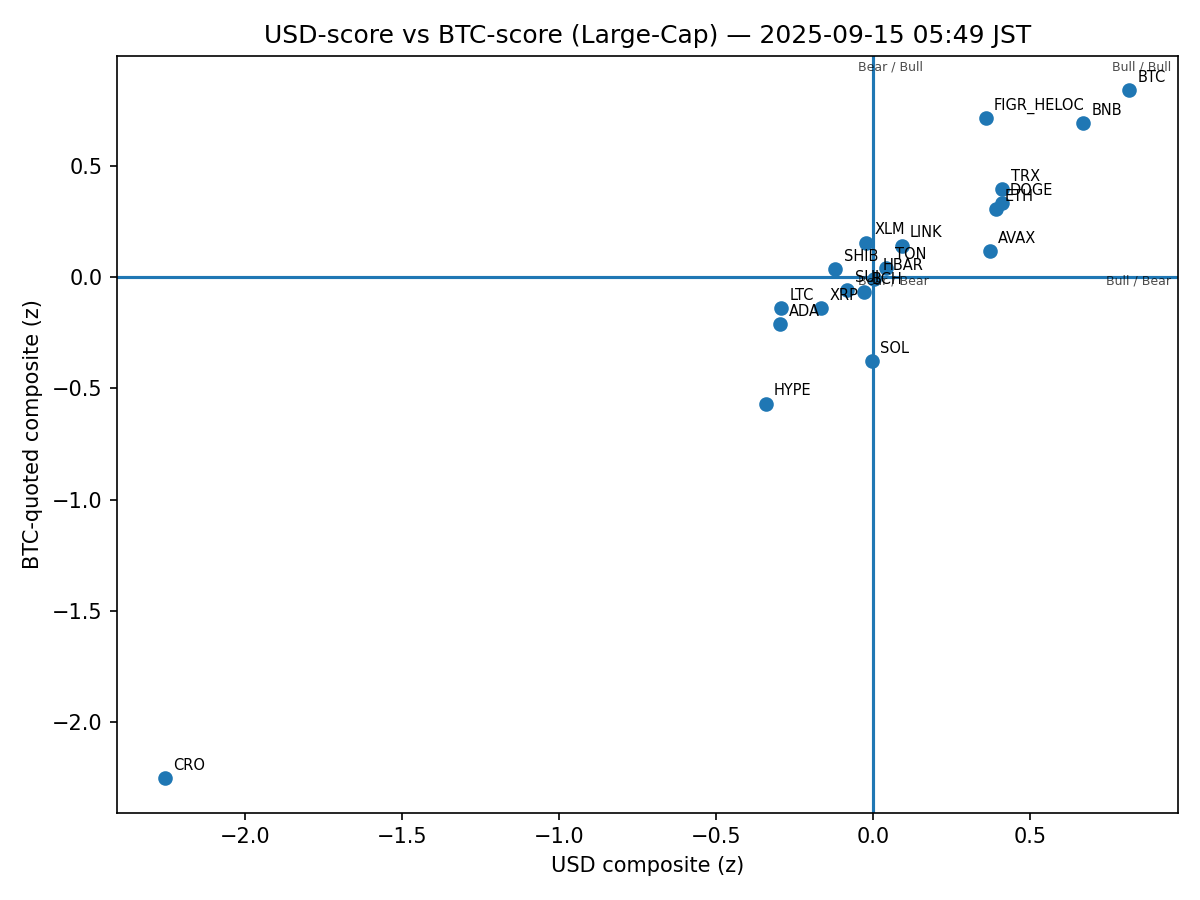 USD-score vs BTC-score (Large-Cap) — 2025-09-15 05:49 JST
Bear / Bull
Bull / Bull
BTC
FIGR_HELOC
BNB
TRX
DOGE
ETH
XLM
LINK
AVAX
SHIB
TON
HBAR
SUI
BCH
Bear / Bear
Bull / Bear
LTC
XRP
ADA
SOL
HYPE
CRO
0.5
0.0
−0.5
−1.0
−1.5
−2.0
BTC-quoted composite (z)
−2.0
−1.5
−1.0
−0.5
0.0
0.5
USD composite (z)